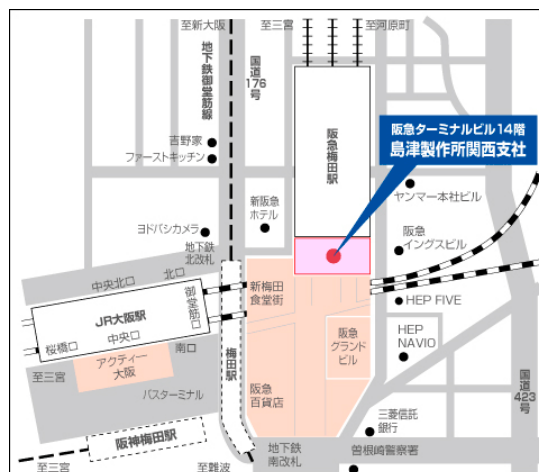 至新大阪
至三宮
至河原町
地下鉄御堂筋線
国道
176
号
阪急ターミナルビル14階
島津製作所関西支社
阪急梅田駅
吉野家
ファーストキッチン
新阪急
ホテル
ヤンマー本社ビル
ヨドバシカメラ
地下鉄
北改札
阪急
イングスビル
中央北口
北口
御堂筋口
新梅田
食堂街
HEP FIVE
JR大阪駅
桜橋口
中央口
南口
梅田駅
阪急
グランド
ビル
HEP
NAVIO
アクティー
大阪
至三宮
バスターミナル
阪急
百貨店
国道
423
号
三菱信託
銀行
阪神梅田駅
地下鉄
南改札
曽根崎警察署
至三宮
至難波